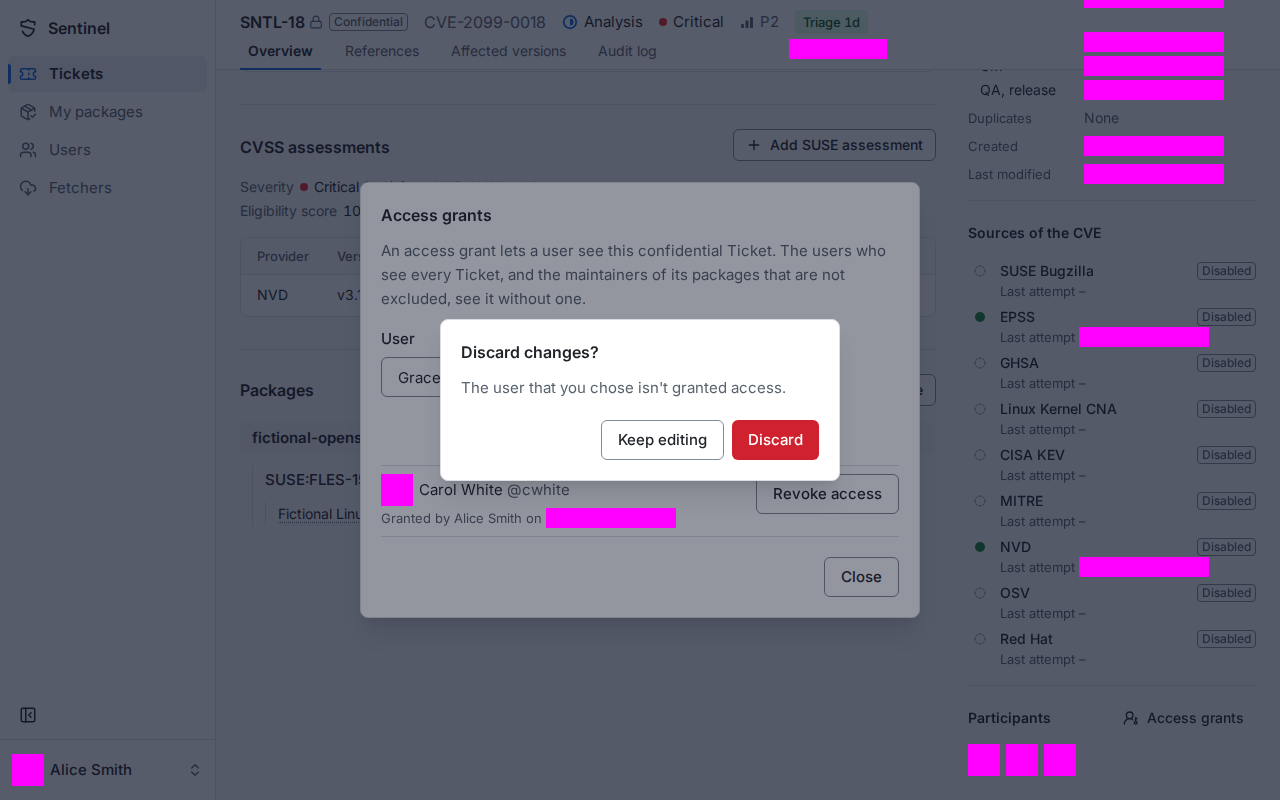 Sentinel
Tickets
My packages
Users
Fetchers
Alice Smith
SNTL-18 Confidential CVE-2099-0018 Analysis Critical P2 Triage 1d
Overview References Affected versions Audit log
CVSS assessments
Add SUSE assessment
Severity Critical
Eligibility score 10
Provider
NVD v3.
Packages
fictional-opens
SUSE:FLES-15
Fictional Linu
Access grants
An access grant lets a user see this confidential Ticket. The users who
see every Ticket, and the maintainers of its packages that are not
excluded, see it without one.
User
Grace
Discard changes?
The user that you chose isn't granted access.
Keep editing Discard
Carol White @cwhite
Revoke access
Granted by Alice Smith on
Close
QA, release
Duplicates None
Created
Last modified
Sources of the CVE
SUSE Bugzilla Disabled
Last attempt –
EPSS Disabled
Last attempt
GHSA Disabled
Last attempt –
Linux Kernel CNA Disabled
Last attempt –
CISA KEV Disabled
Last attempt –
MITRE Disabled
Last attempt –
NVD Disabled
Last attempt
OSV Disabled
Last attempt –
Red Hat Disabled
Last attempt –
Participants Access grants